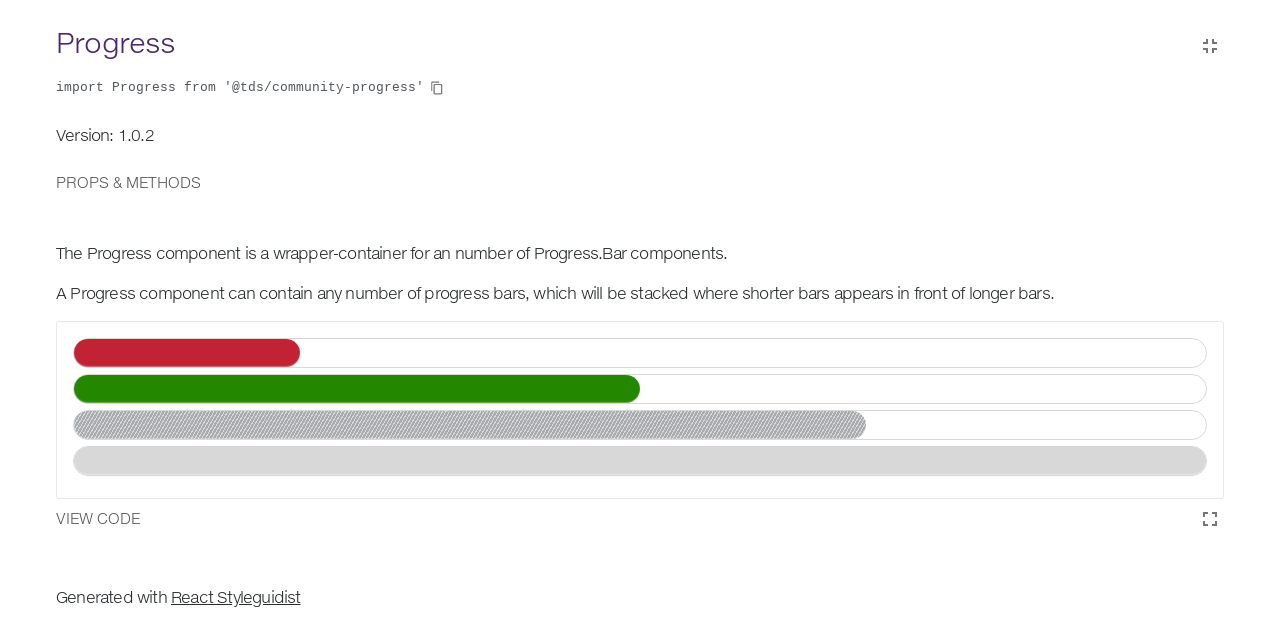 Progress
import Progress from '@tds/community-progress'
Version: 1.0.2
PROPS & METHODS
The Progress component is a wrapper-container for an number of Progress.Bar components.
A Progress component can contain any number of progress bars, which will be stacked where shorter bars appears in front of longer bars.
VIEW CODE
Generated with React Styleguidist